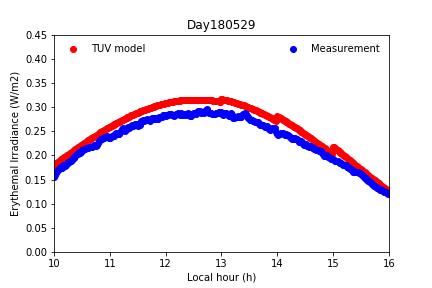 Day180529
TUV model
Measurement
Erythemal Irradiance (W/m2)
0.45
0.40
0.35
0.30
0.25
0.20
0.15
0.10
0.05
0.00
10 11 12 13 14 15 16
Local hour (h)